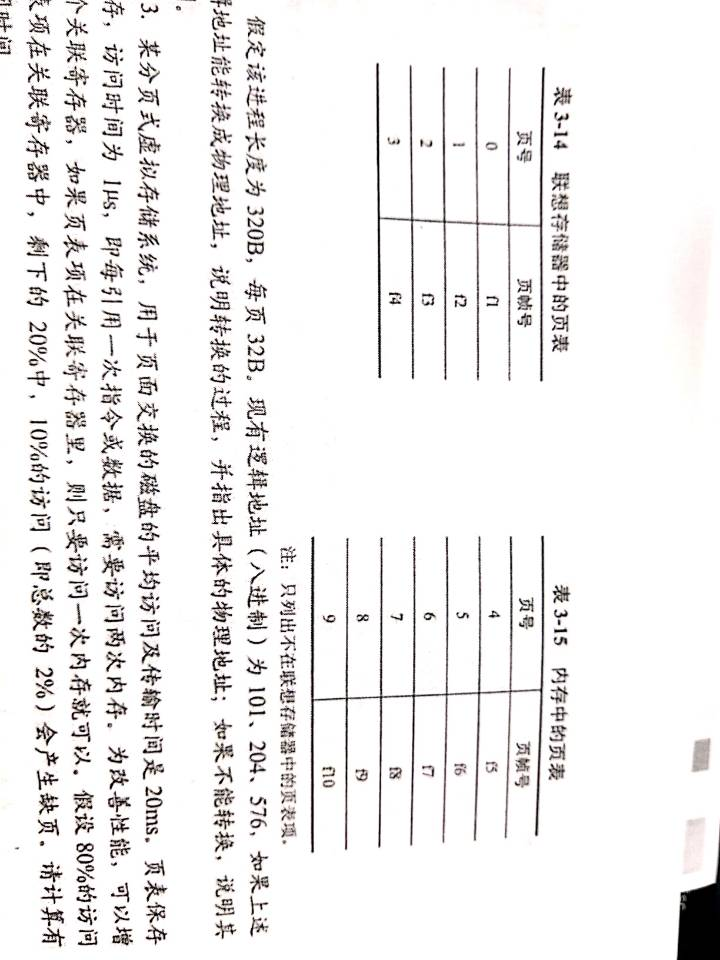 表 3-14 联想存储器中的页表
页号 页帧号
0 f1
1 f2
2 f3
3 f4
表 3-15 内存中的页表
页号 页帧号
4 f5
5 f6
6 f7
7 f8
8 f9
9 f10
注：只列出不在联想存储器中的页表项。
假定该进程长度为 320B，每页 32B。现有逻辑地址（八进制）为 101、204、576，如果上述
辑地址能转换成物理地址，说明转换的过程，并指出具体的物理地址；如果不能转换，说明其
。
3. 某分页式虚拟存储系统，用于页面交换的磁盘的平均访问及传输时间是 20ms。页表保存
存，访问时间为 1μs，即每引用一次指令或数据，需要访问两次内存。为改善性能，可以增
个关联寄存器，如果页表项在关联寄存器里，则只要访问一次内存就可以。假设 80%的访问
表项在关联寄存器中，剩下的 20%中，10%的访问（即总数的 2%）会产生缺页。请计算有
问时间